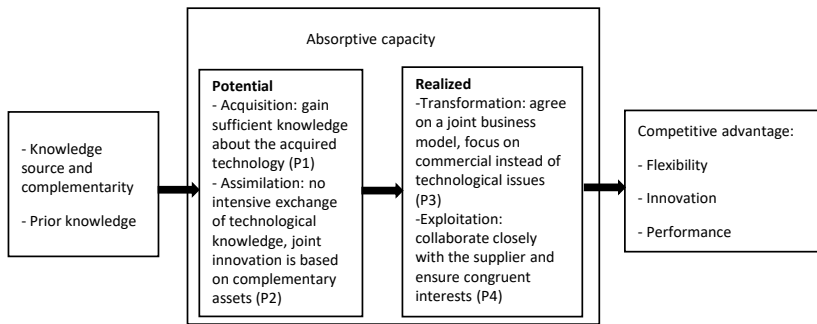 Absorptive capacity
- Knowledge
source and
complementarity
- Prior knowledge
Potential
- Acquisition: gain
sufficient knowledge
about the acquired
technology (P1)
- Assimilation: no
intensive exchange
of technological
knowledge, joint
innovation is based
on complementary
assets (P2)
Realized
-Transformation: agree
on a joint business
model, focus on
commercial instead of
technological issues
(P3)
-Exploitation:
collaborate closely
with the supplier and
ensure congruent
interests (P4)
Competitive advantage:
- Flexibility
- Innovation
- Performance